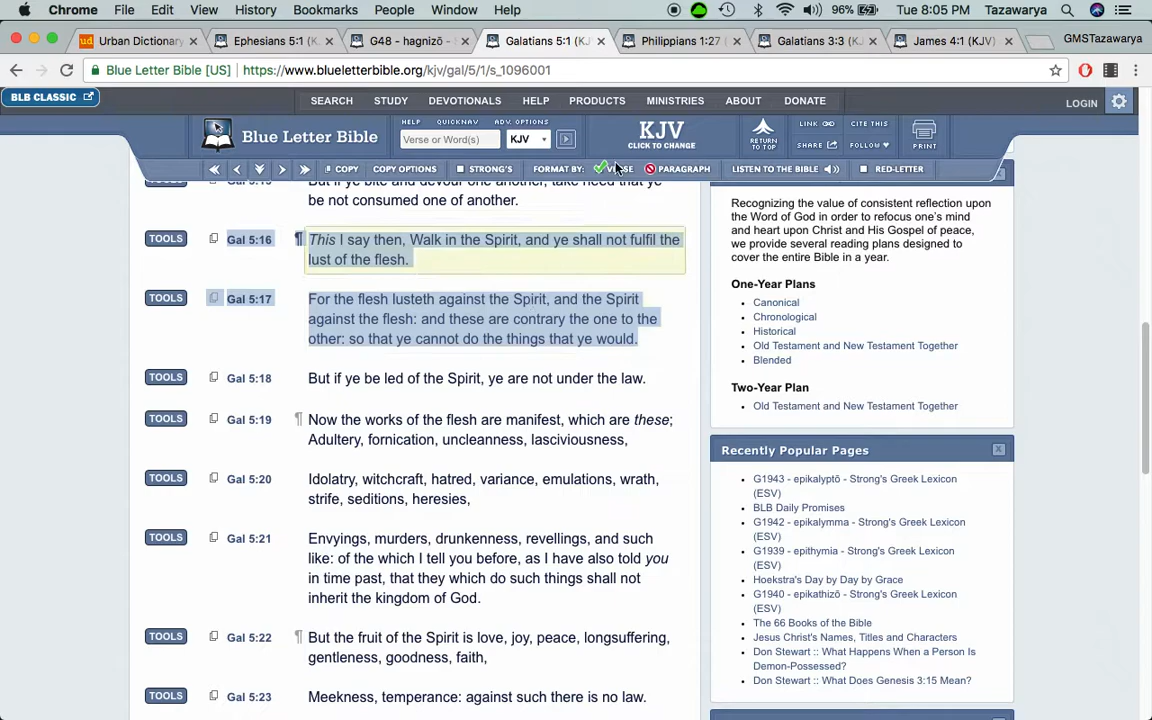 Chrome File Edit View History Bookmarks People Window Help 96% Tue 8:05 PM Tazawarya
Urban Dictionary Ephesians 5:1 (KJ G48 - hagnizō - S Galatians 5:1 (KJ Philippians 1:27 ( Galatians 3:3 (KJ James 4:1 (KJV) GMSTazawarya
Blue Letter Bible [US] https://www.blueletterbible.org/kjv/gal/5/1/s_1096001
BLB CLASSIC
SEARCH STUDY DEVOTIONALS HELP PRODUCTS MINISTRIES ABOUT DONATE LOGIN
HELP QUICKNAV ADV. OPTIONS
Blue Letter Bible
Verse or Word(s) KJV
KJV
CLICK TO CHANGE
RETURN
TO TOP
LINK CITE THIS
SHARE FOLLOW
PRINT
COPY COPY OPTIONS STRONG'S FORMAT BY: VERSE PARAGRAPH LISTEN TO THE BIBLE RED-LETTER
be not consumed one of another.
TOOLS Gal 5:16 ¶ This I say then, Walk in the Spirit, and ye shall not fulfil the
lust of the flesh.
TOOLS Gal 5:17 For the flesh lusteth against the Spirit, and the Spirit
against the flesh: and these are contrary the one to the
other: so that ye cannot do the things that ye would.
TOOLS Gal 5:18 But if ye be led of the Spirit, ye are not under the law.
TOOLS Gal 5:19 ¶ Now the works of the flesh are manifest, which are these;
Adultery, fornication, uncleanness, lasciviousness,
TOOLS Gal 5:20 Idolatry, witchcraft, hatred, variance, emulations, wrath,
strife, seditions, heresies,
TOOLS Gal 5:21 Envyings, murders, drunkenness, revellings, and such
like: of the which I tell you before, as I have also told you
in time past, that they which do such things shall not
inherit the kingdom of God.
TOOLS Gal 5:22 ¶ But the fruit of the Spirit is love, joy, peace, longsuffering,
gentleness, goodness, faith,
TOOLS Gal 5:23 Meekness, temperance: against such there is no law.
Recognizing the value of consistent reflection upon
the Word of God in order to refocus one's mind
and heart upon Christ and His Gospel of peace,
we provide several reading plans designed to
cover the entire Bible in a year.
One-Year Plans
Canonical
Chronological
Historical
Old Testament and New Testament Together
Blended
Two-Year Plan
Old Testament and New Testament Together
Recently Popular Pages
G1943 - epikalyptō - Strong's Greek Lexicon
(ESV)
BLB Daily Promises
G1942 - epikalymma - Strong's Greek Lexicon
(ESV)
G1939 - epithymia - Strong's Greek Lexicon
(ESV)
Hoekstra's Day by Day by Grace
G1940 - epikathizō - Strong's Greek Lexicon
(ESV)
The 66 Books of the Bible
Jesus Christ's Names, Titles and Characters
Don Stewart :: What Happens When a Person Is
Demon-Possessed?
Don Stewart :: What Does Genesis 3:15 Mean?